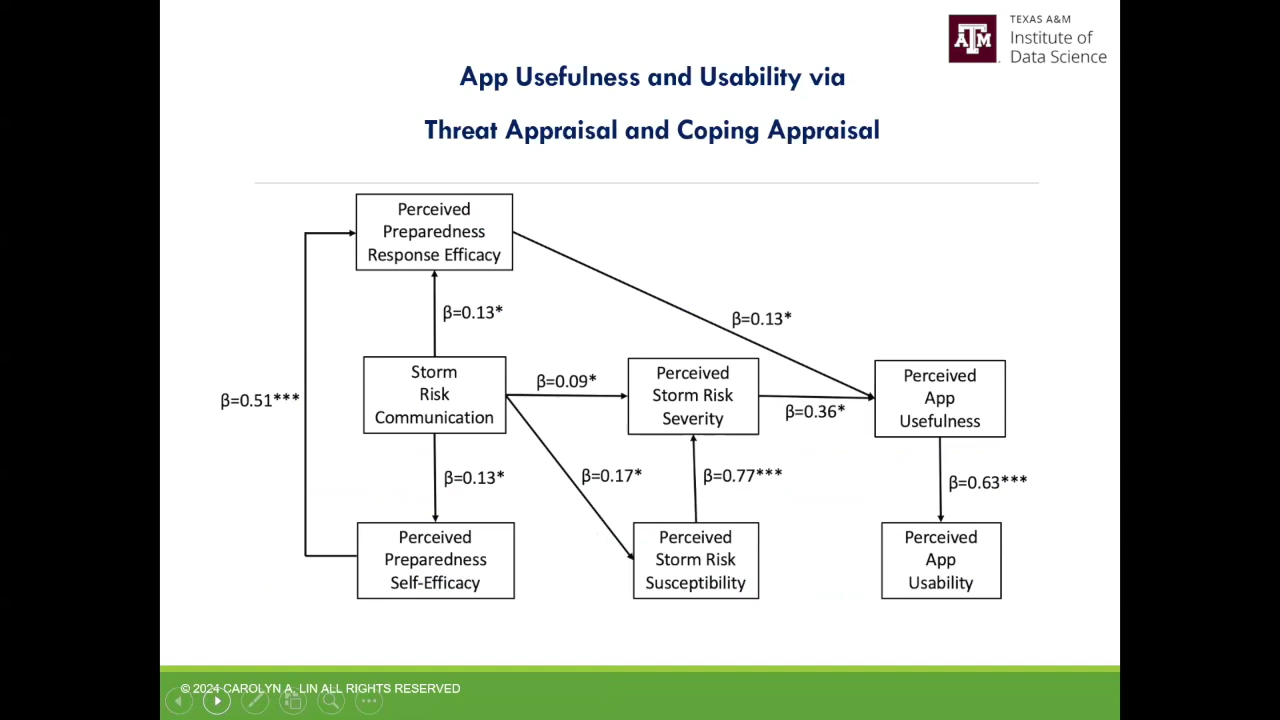 TEXAS A&M
Institute of
Data Science
App Usefulness and Usability via
Threat Appraisal and Coping Appraisal
Perceived
Preparedness
Response Efficacy
β=0.13*
β=0.13*
Storm
Risk
Communication
β=0.09*
Perceived
Storm Risk
Severity
β=0.36*
Perceived
App
Usefulness
β=0.51***
β=0.13*
β=0.17*
β=0.77***
β=0.63***
Perceived
Preparedness
Self-Efficacy
Perceived
Storm Risk
Susceptibility
Perceived
App
Usability
© 2024 CAROLYN A. LIN ALL RIGHTS RESERVED